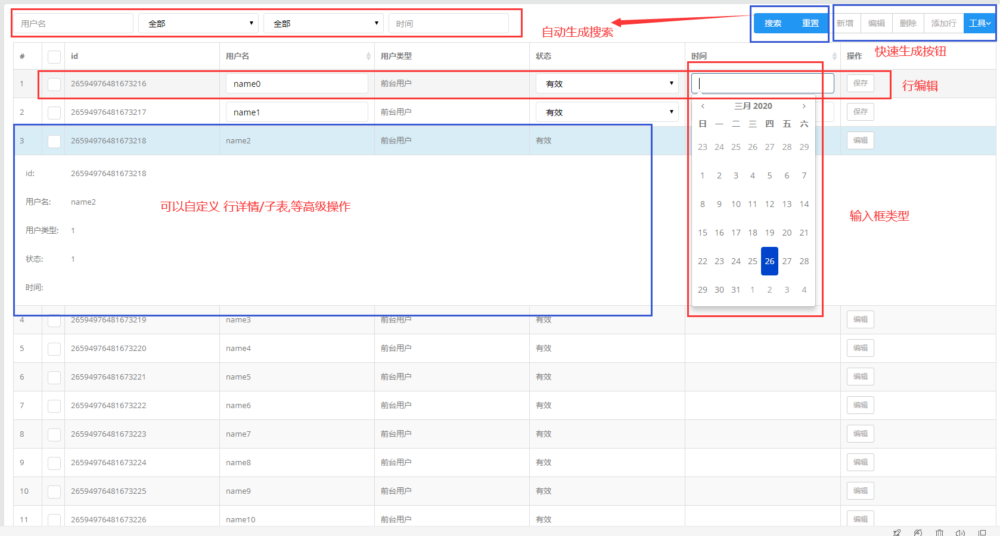 用户名 全部 全部 时间 自动生成搜索 搜索 重置 新增 编辑 删除 添加行 工具
快速生成按钮
# id 用户名 用户类型 状态 时间 操作
1 26594976481673216 name0 前台用户 有效 保存 行编辑
2 26594976481673217 name1 前台用户 有效 保存
3 26594976481673218 name2 前台用户 有效 编辑
三月 2020
日 一 二 三 四 五 六
23 24 25 26 27 28 29
1 2 3 4 5 6 7
8 9 10 11 12 13 14
15 16 17 18 19 20 21
22 23 24 25 26 27 28
29 30 31 1 2 3 4
输入框类型
id: 26594976481673218
用户名: name2
可以自定义 行详情/子表,等高级操作
用户类型: 1
状态: 1
时间:
4 26594976481673219 name3 前台用户 有效 编辑
5 26594976481673220 name4 前台用户 有效 编辑
6 26594976481673221 name5 前台用户 有效 编辑
7 26594976481673222 name6 前台用户 有效 编辑
8 26594976481673223 name7 前台用户 有效 编辑
9 26594976481673224 name8 前台用户 有效 编辑
10 26594976481673225 name9 前台用户 有效 编辑
11 26594976481673226 name10 前台用户 有效 编辑